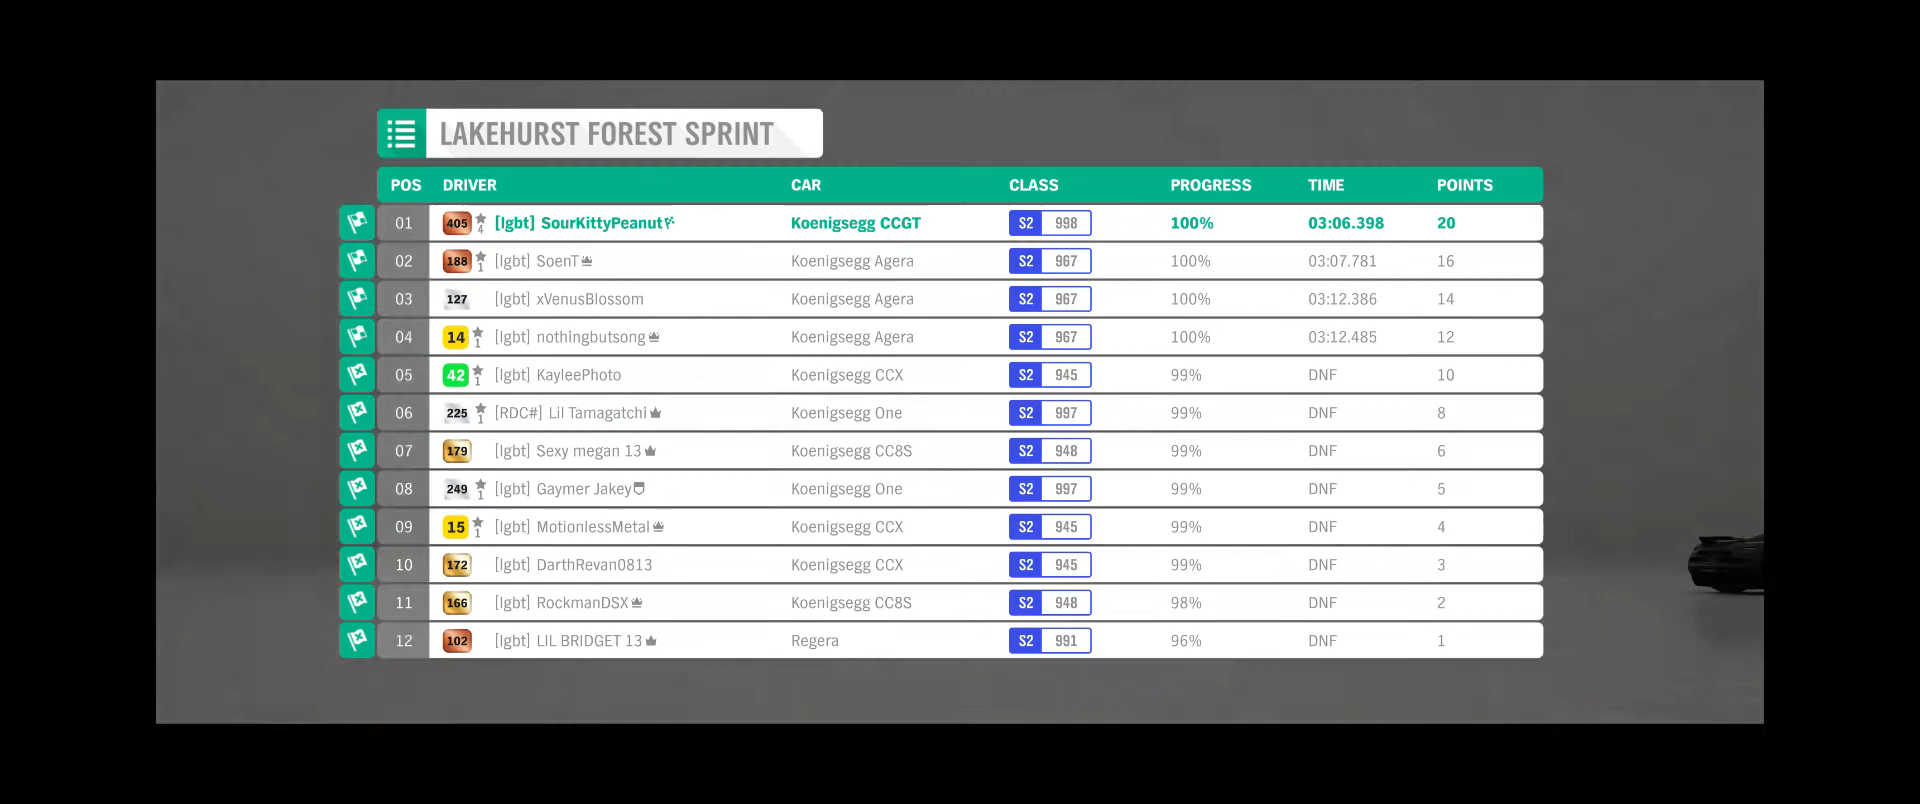 LAKEHURST FOREST SPRINT
POS DRIVER CAR CLASS PROGRESS TIME POINTS
01 405 4 [lgbt] SourKittyPeanut Koenigsegg CCGT S2 998 100% 03:06.398 20
02 188 1 [lgbt] SoenT Koenigsegg Agera S2 967 100% 03:07.781 16
03 127 [lgbt] xVenusBlossom Koenigsegg Agera S2 967 100% 03:12.386 14
04 14 1 [lgbt] nothingbutsong Koenigsegg Agera S2 967 100% 03:12.485 12
05 42 1 [lgbt] KayleePhoto Koenigsegg CCX S2 945 99% DNF 10
06 225 1 [RDC#] Lil Tamagatchi Koenigsegg One S2 997 99% DNF 8
07 179 [lgbt] Sexy megan 13 Koenigsegg CC8S S2 948 99% DNF 6
08 249 1 [lgbt] Gaymer Jakey Koenigsegg One S2 997 99% DNF 5
09 15 1 [lgbt] MotionlessMetal Koenigsegg CCX S2 945 99% DNF 4
10 172 [lgbt] DarthRevan0813 Koenigsegg CCX S2 945 99% DNF 3
11 166 [lgbt] RockmanDSX Koenigsegg CC8S S2 948 98% DNF 2
12 102 [lgbt] LIL BRIDGET 13 Regera S2 991 96% DNF 1